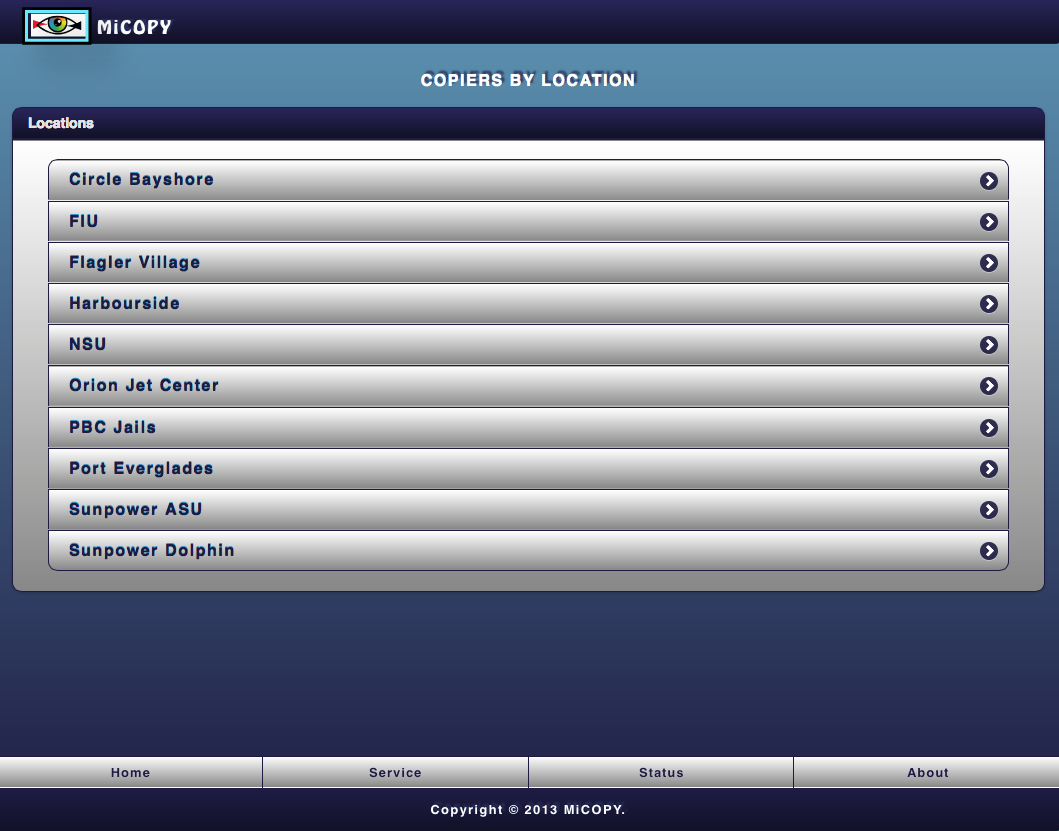 MiCOPY
COPIERS BY LOCATION
Locations
Circle Bayshore
FIU
Flagler Village
Harbourside
NSU
Orion Jet Center
PBC Jails
Port Everglades
Sunpower ASU
Sunpower Dolphin
Home Service Status About
Copyright © 2013 MiCOPY.